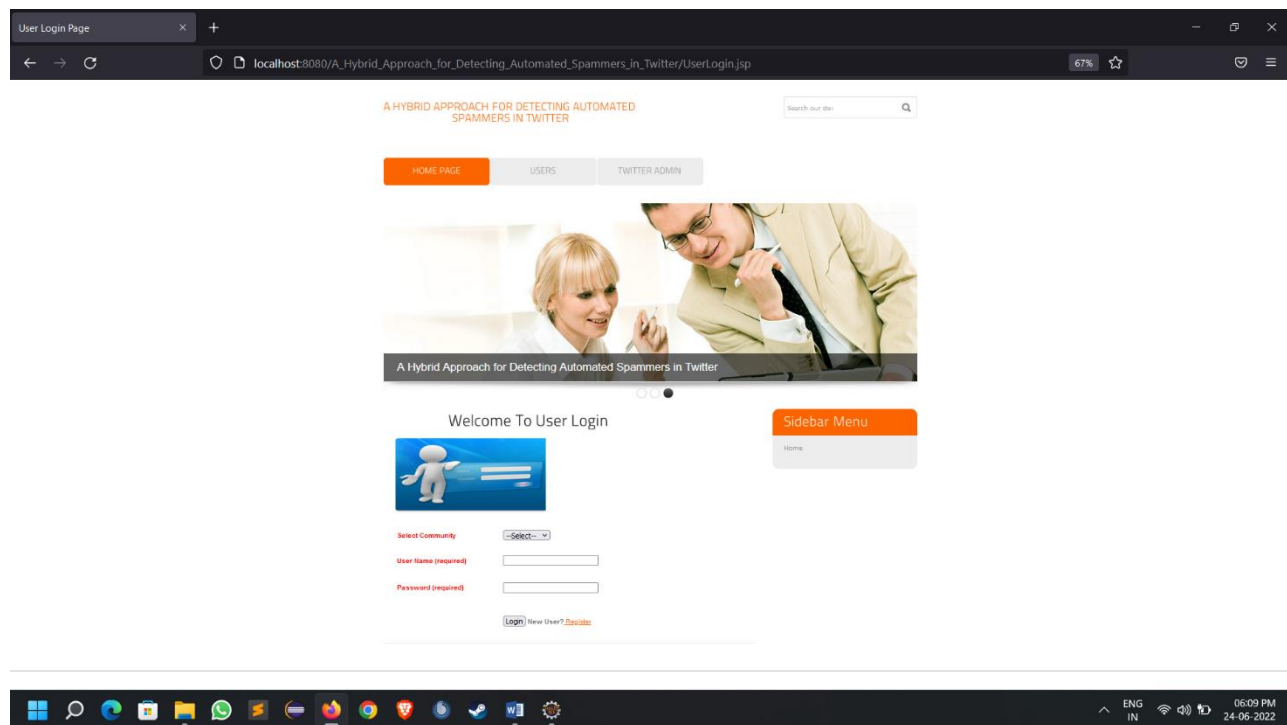 User Login Page
localhost:8080/A_Hybrid_Approach_for_Detecting_Automated_Spammers_in_Twitter/UserLogin.jsp
67%
A HYBRID APPROACH FOR DETECTING AUTOMATED
SPAMMERS IN TWITTER
Search our site:
HOME PAGE USERS TWITTER ADMIN
A Hybrid Approach for Detecting Automated Spammers in Twitter
Welcome To User Login
Sidebar Menu
Home
Select Community --Select--
User Name (required)
Password (required)
Login New User? Register
ENG
IN
06:09 PM
24-06-2022